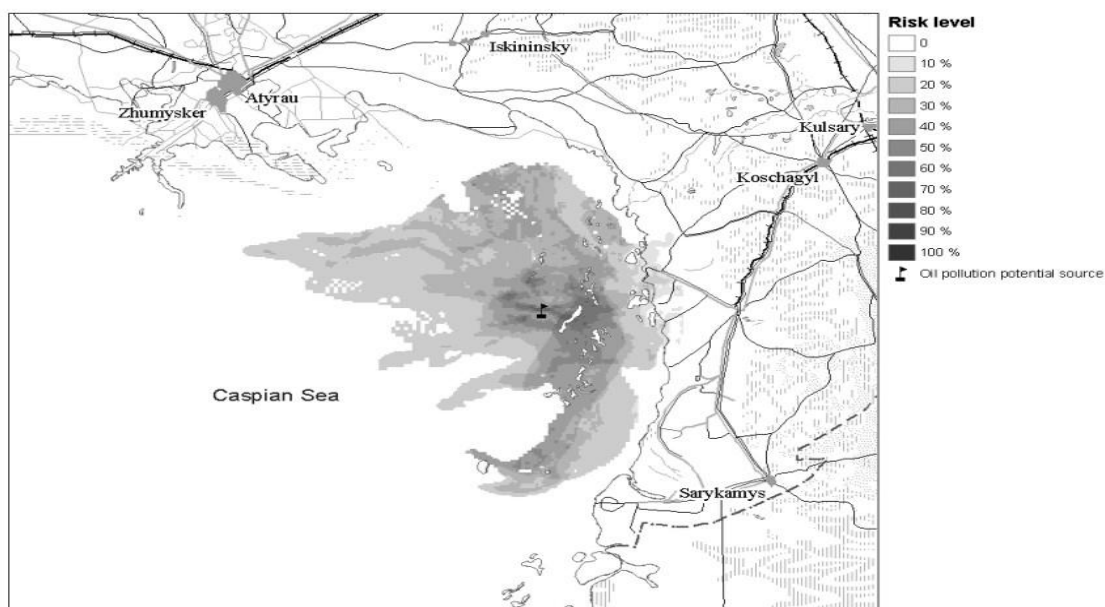 Iskininsky
Atyrau
Zhumysker
Kulsary
Koschagyl
Caspian Sea
Sarykamys
Risk level
0
10 %
20 %
30 %
40 %
50 %
60 %
70 %
80 %
90 %
100 %
Oil pollution potential source